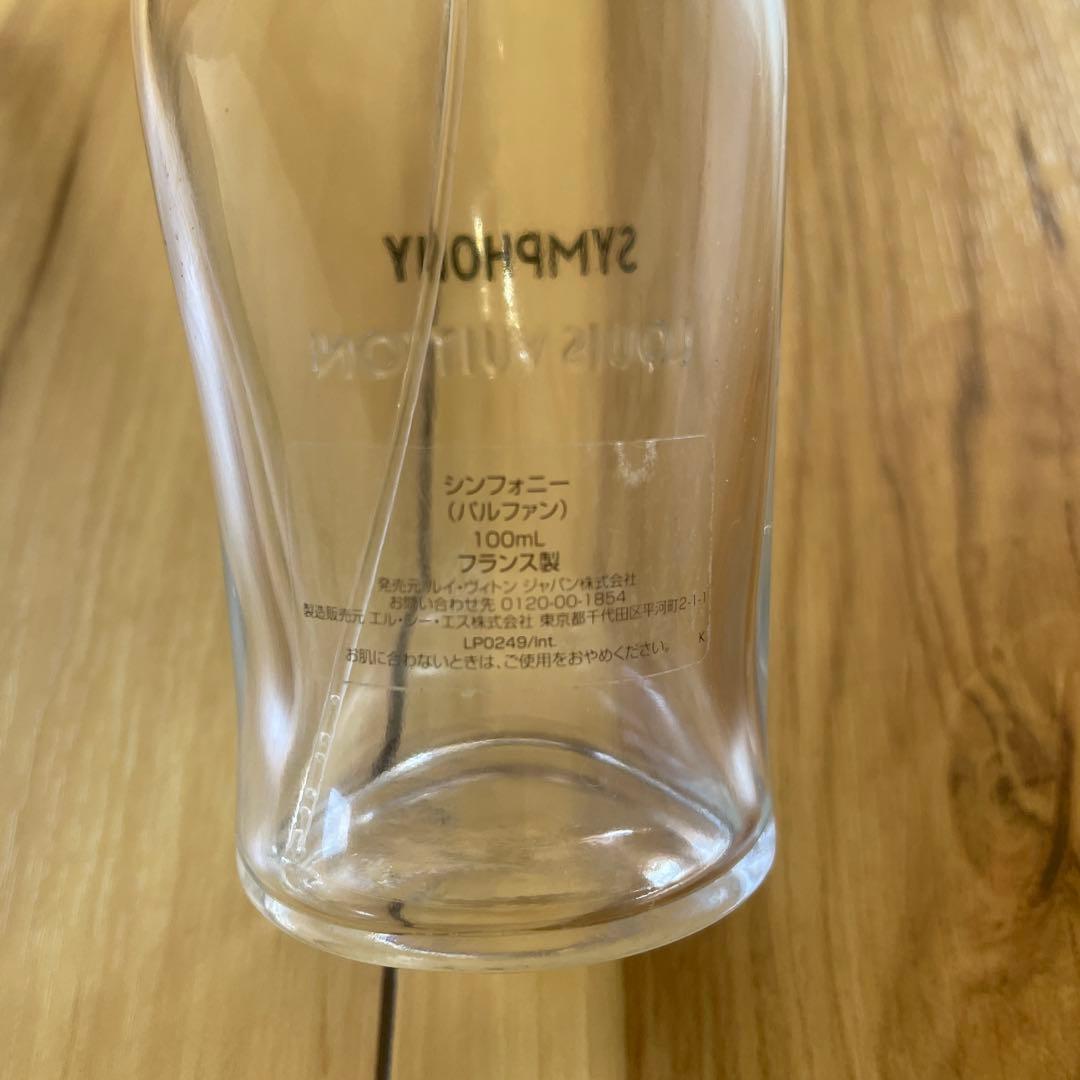 SYMPHONY
LOUIS VUITTON
シンフォニー
(パルファン)
100mL
フランス製
発売元 ルイ・ヴィトン ジャパン株式会社
お問い合わせ先 0120-00-1854
製造販売元 エル・シー・エス株式会社 東京都千代田区平河町2-1-1
LP0249/int.
K
お肌に合わないときは、ご使用をおやめください。